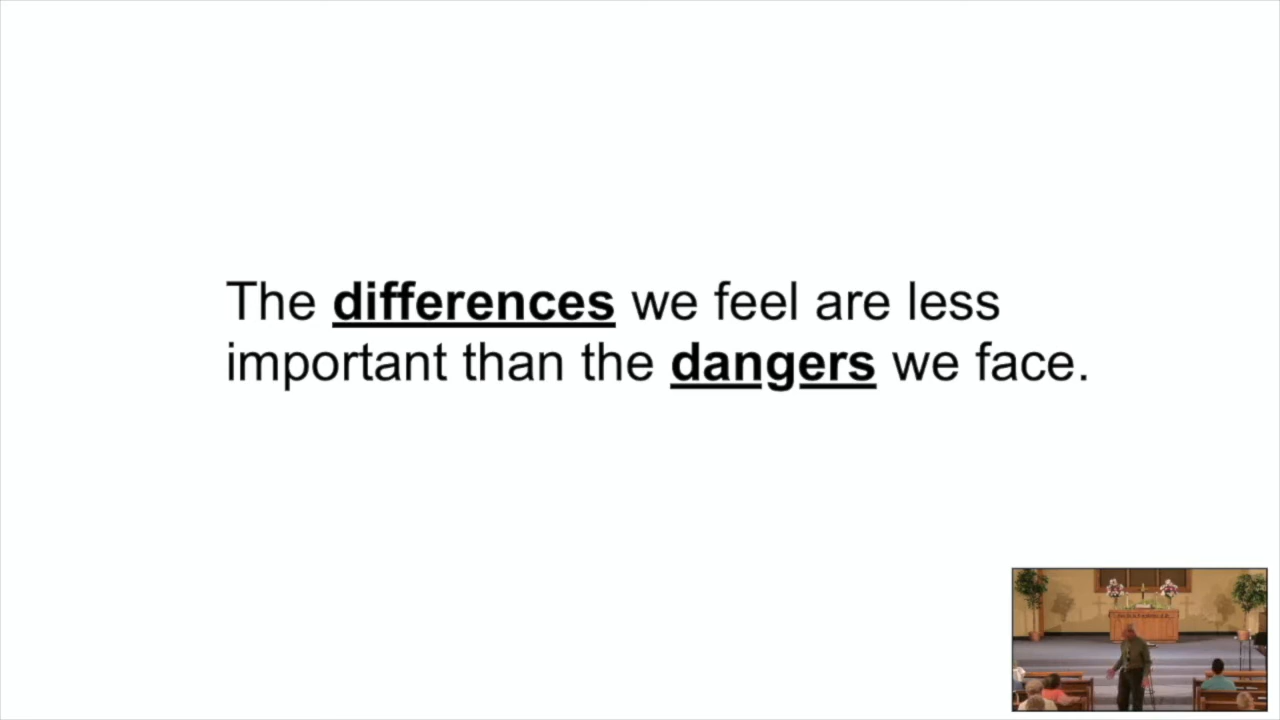 The differences we feel are less
important than the dangers we face.